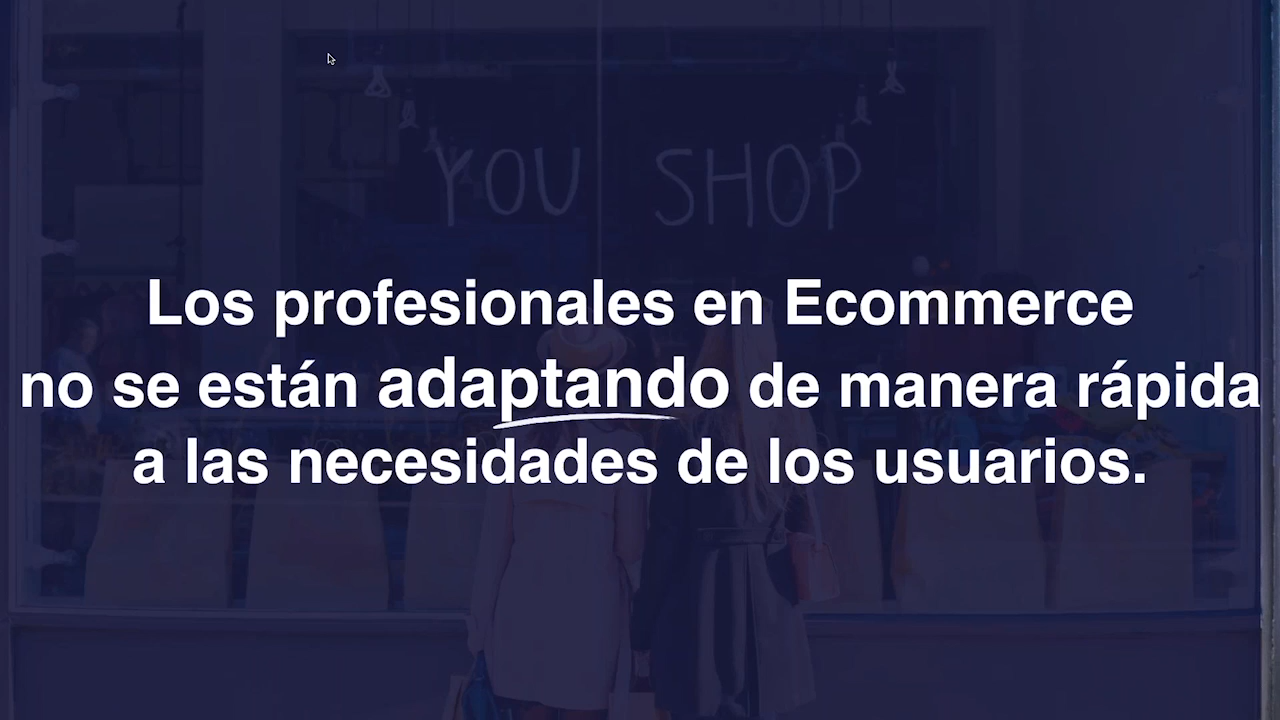 YOU SHOP
Los profesionales en Ecommerce
no se están adaptando de manera rápida
a las necesidades de los usuarios.